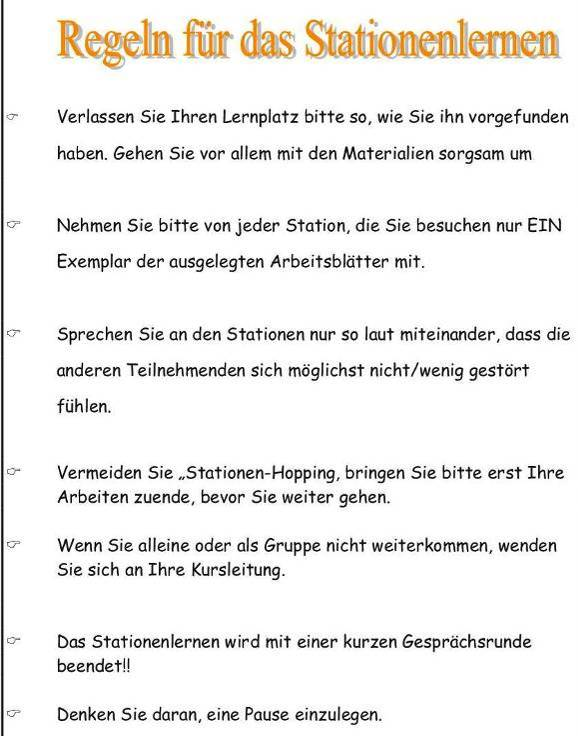 Regeln für das Stationenlernen
☞ Verlassen Sie Ihren Lernplatz bitte so, wie Sie ihn vorgefunden
haben. Gehen Sie vor allem mit den Materialien sorgsam um
☞ Nehmen Sie bitte von jeder Station, die Sie besuchen nur EIN
Exemplar der ausgelegten Arbeitsblätter mit.
☞ Sprechen Sie an den Stationen nur so laut miteinander, dass die
anderen Teilnehmenden sich möglichst nicht/wenig gestört
fühlen.
☞ Vermeiden Sie „Stationen-Hopping, bringen Sie bitte erst Ihre
Arbeiten zuende, bevor Sie weiter gehen.
☞ Wenn Sie alleine oder als Gruppe nicht weiterkommen, wenden
Sie sich an Ihre Kursleitung.
☞ Das Stationenlernen wird mit einer kurzen Gesprächsrunde
beendet!!
☞ Denken Sie daran, eine Pause einzulegen.